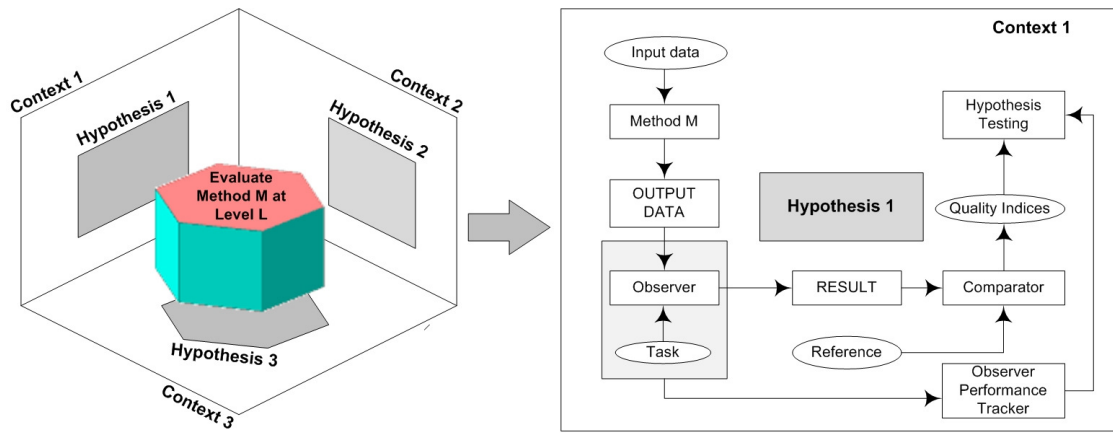 Context 1
Hypothesis 1
Context 2
Hypothesis 2
Evaluate
Method M at
Level L
Hypothesis 3
Context 3
Context 1
Input data
Method M
OUTPUT
DATA
Observer
Task
Hypothesis 1
RESULT
Reference
Hypothesis
Testing
Quality Indices
Comparator
Observer
Performance
Tracker